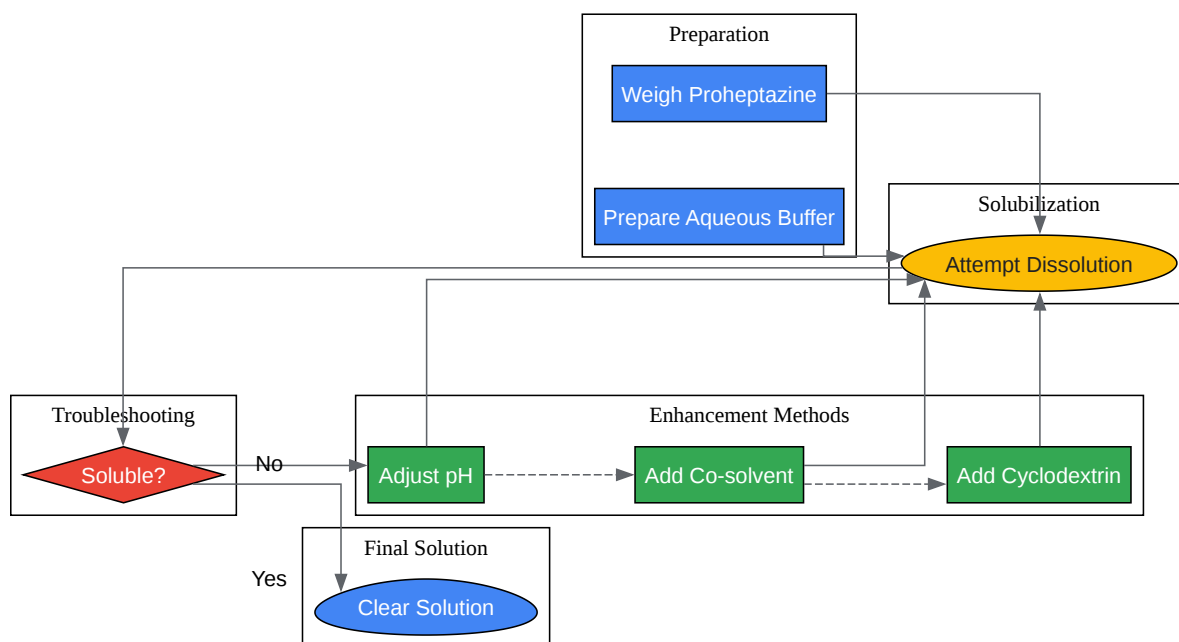 Preparation
Weigh Proheptazine
Prepare Aqueous Buffer
Solubilization
Attempt Dissolution
Troubleshooting
Soluble?
No
Yes
Enhancement Methods
Adjust pH
Add Co-solvent
Add Cyclodextrin
Final Solution
Clear Solution